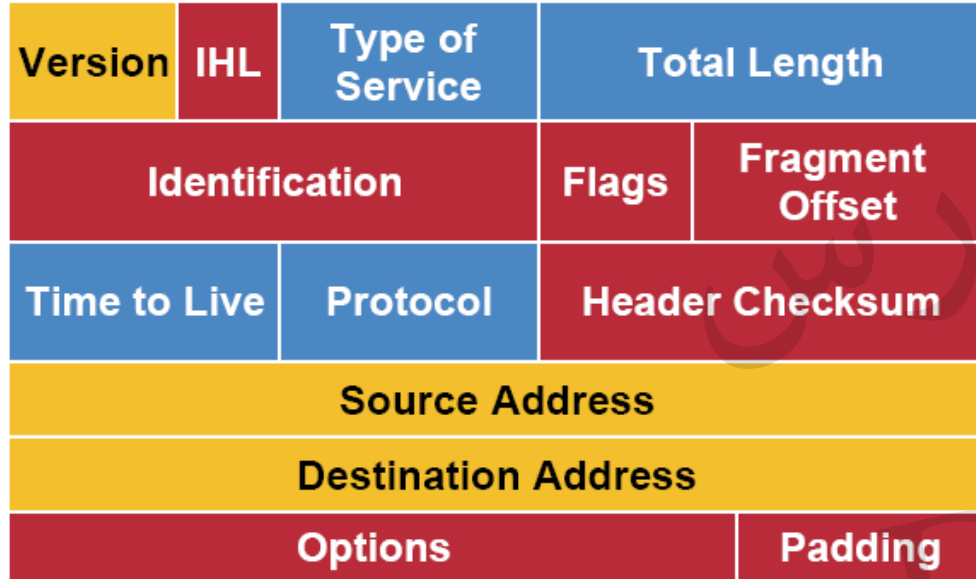 Version IHL Type of Service Total Length
Identification Flags Fragment Offset
Time to Live Protocol Header Checksum
Source Address
Destination Address
Options Padding